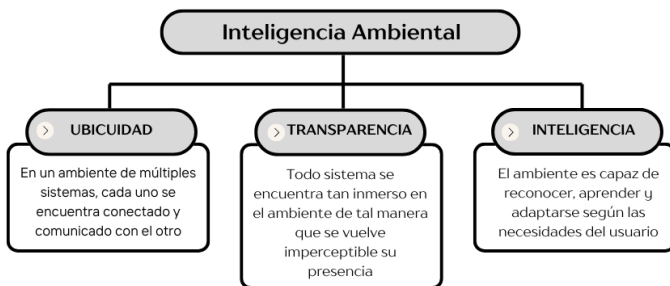 Inteligencia Ambiental
UBICUIDAD
En un ambiente de múltiples
sistemas, cada uno se
encuentra conectado y
comunicado con el otro
TRANSPARENCIA
Todo sistema se
encuentra tan inmerso en
el ambiente de tal manera
que se vuelve
imperceptible su
presencia
INTELIGENCIA
El ambiente es capaz de
reconocer, aprender y
adaptarse según las
necesidades del usuario